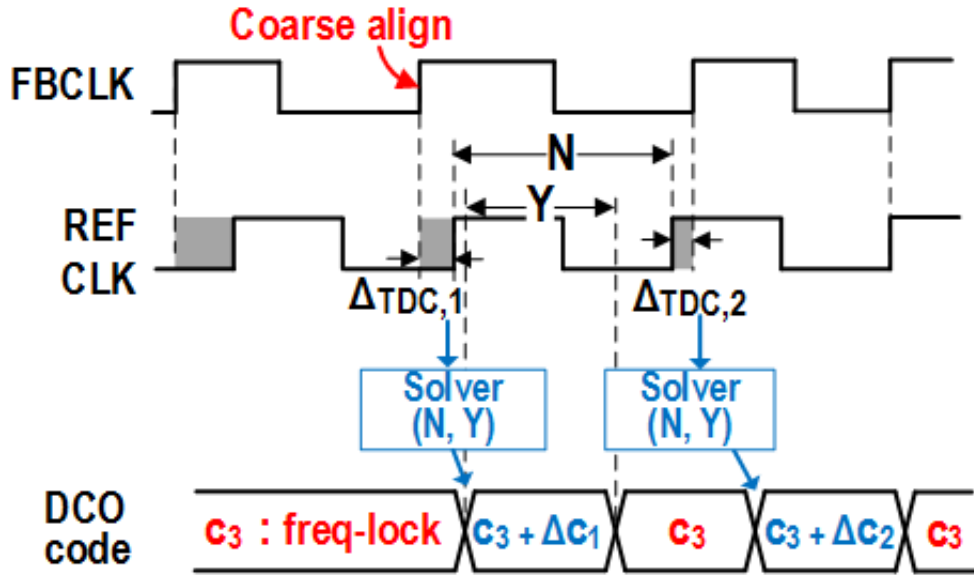 Coarse align
FBCLK
N
Y
REF
CLK
ΔTDC,1
ΔTDC,2
Solver
(N, Y)
Solver
(N, Y)
DCO
code
c3 : freq-lock
c3 + Δc1
c3
c3 + Δc2
c3